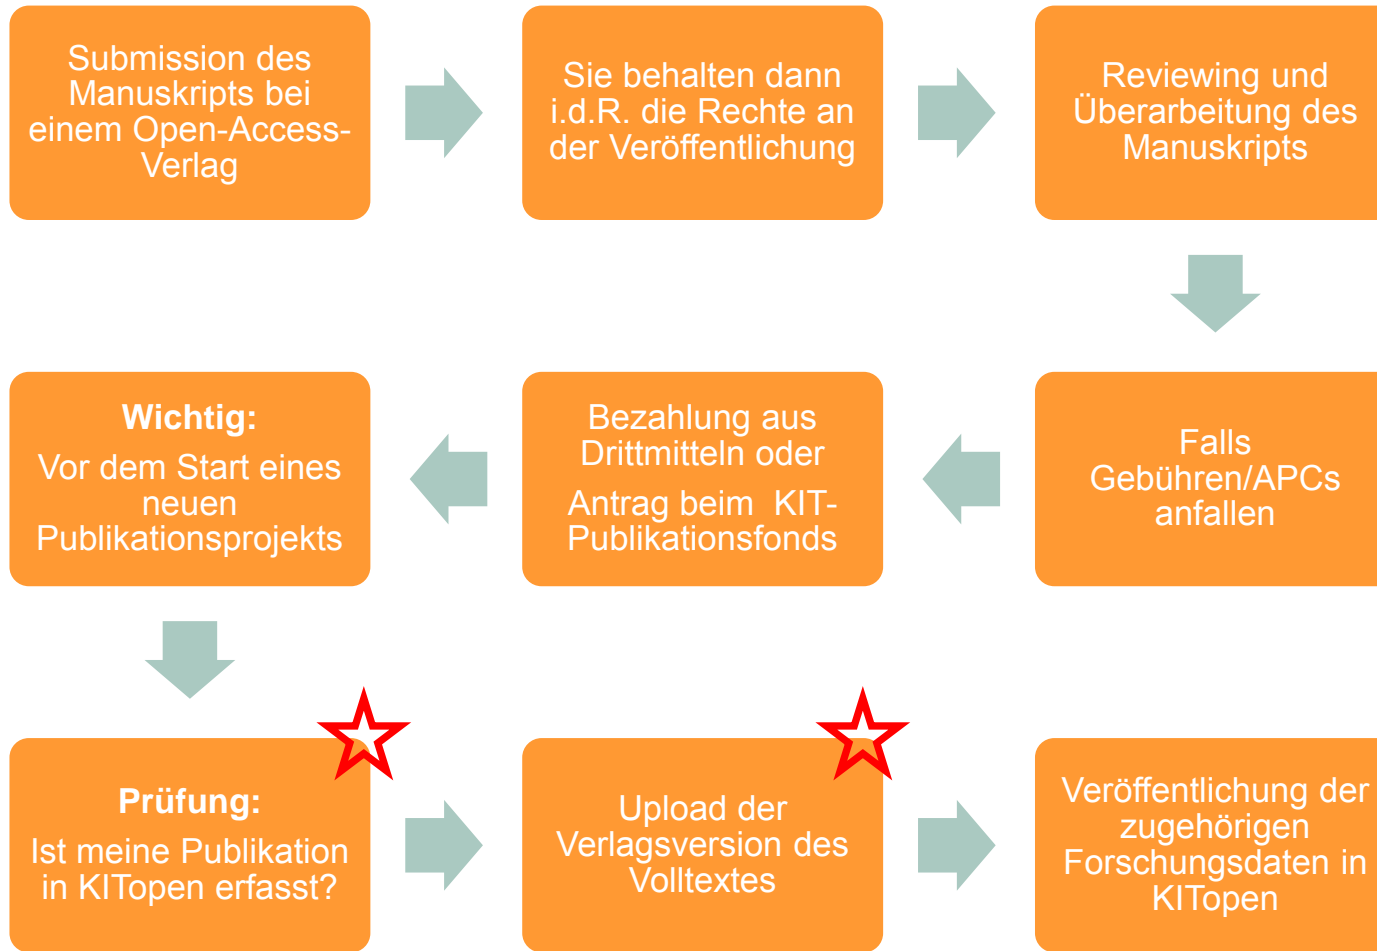 Submission des
Manuskripts bei
einem Open-Access-
Verlag
Sie behalten dann
i.d.R. die Rechte an
der Veröffentlichung
Reviewing und
Überarbeitung des
Manuskripts
Falls
Gebühren/APCs
anfallen
Bezahlung aus
Drittmitteln oder
Antrag beim KIT-
Publikationsfonds
Wichtig:
Vor dem Start eines
neuen
Publikationsprojekts
Prüfung:
Ist meine Publikation
in KITopen erfasst?
Upload der
Verlagsversion des
Volltextes
Veröffentlichung der
zugehörigen
Forschungsdaten in
KITopen